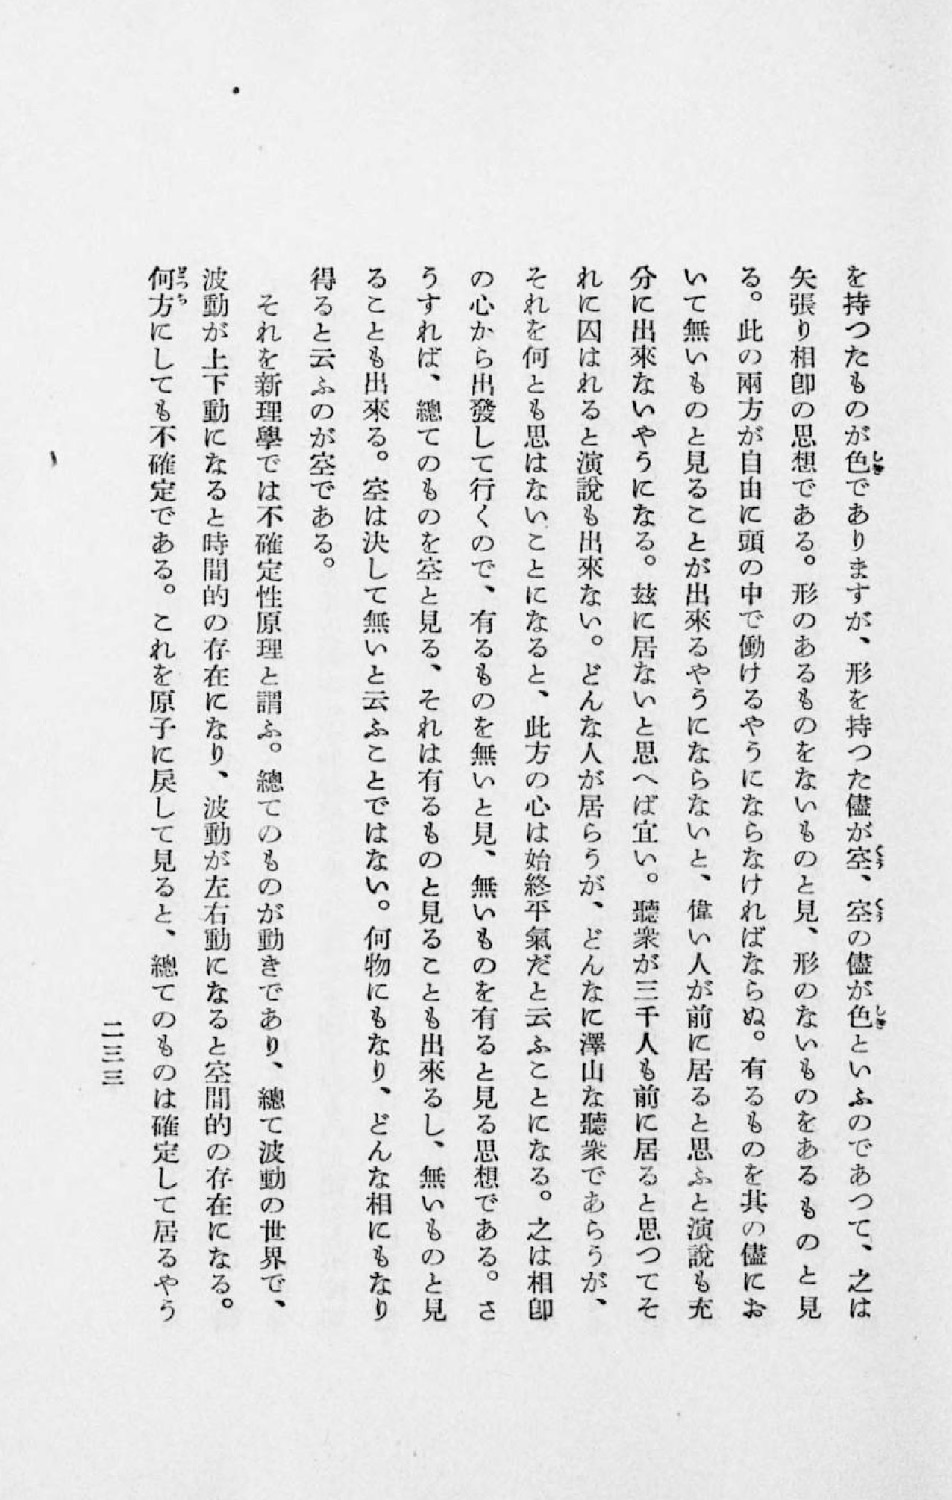 を持つたものが色でありますが、形を持つた儘が空、空の儘が色といふのであつて、之は
矢張り相卽の思想である。形のあるものをないものと見、形のないものをあるものと見
る。此の兩方が自由に頭の中で働けるやうにならなければならぬ。有るものを其の儘にお
いて無いものと見ることが出來るやうにならないと、偉い人が前に居ると思ふと演說も充
分に出來ないやうになる。玆に居ないと思へば宜い。聽衆が三千人も前に居ると思つてそ
れに囚はれると演說も出來ない。どんな人が居らうが、どんなに澤山な聽衆であらうが、
それを何とも思はないことになると、此方の心は始終平氣だと云ふことになる。之は相卽
の心から出發して行くので、有るものを無いと見、無いものを有ると見る思想である。さ
うすれば、總てのものを空と見る、それは有るものと見ることも出來るし、無いものと見
ることも出來る。空は決して無いと云ふことではない。何物にもなり、どんな相にもなり
得ると云ふのが空である。
それを新理學では不確定性原理と謂ふ。總てのものが動きであり、總て波動の世界で、
波動が上下動になると時間的の存在になり、波動が左右動になると空間的の存在になる。
何方にしても不確定である。これを原子に戾して見ると、總てのものは確定して居るやう
二三三